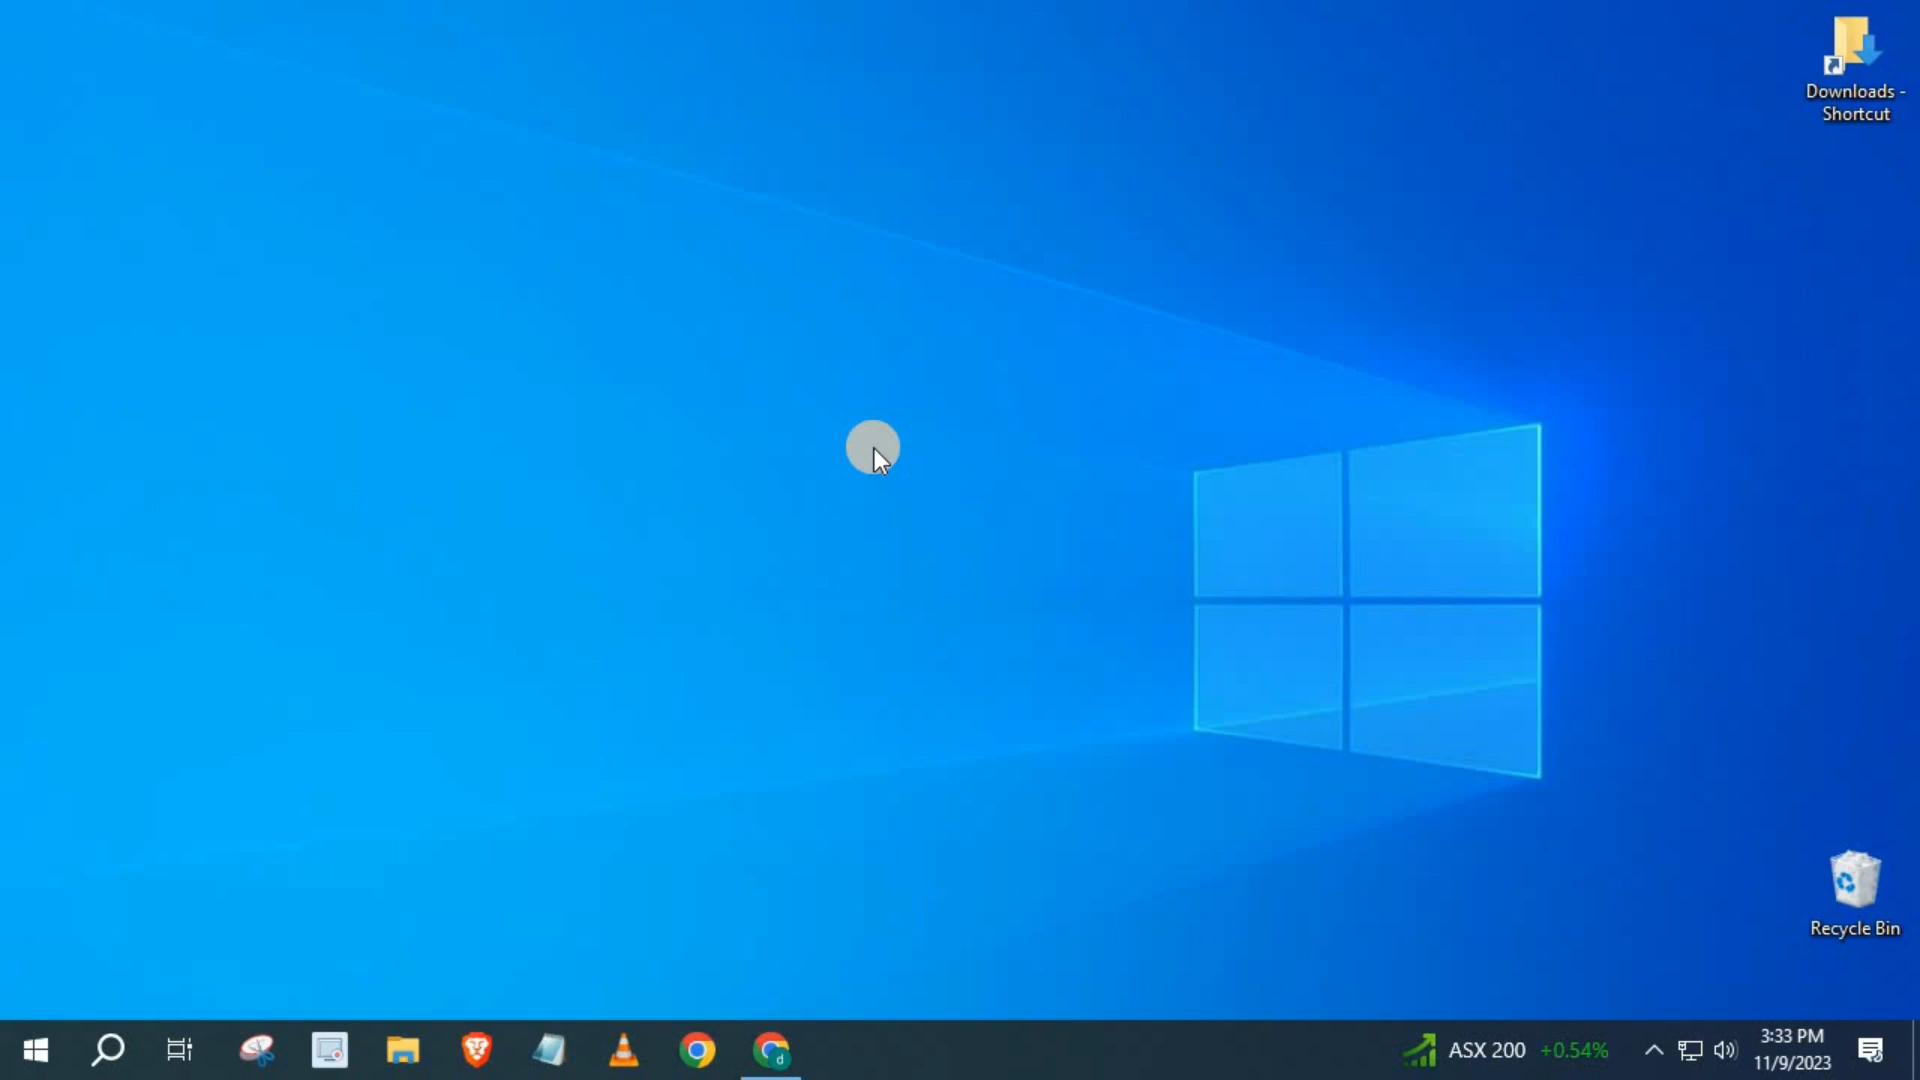 Downloads -
Shortcut
Recycle Bin
d
ASX 200 +0.54%
3:33 PM
11/9/2023